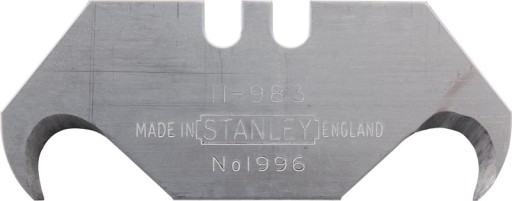 11-983
MADE IN [STANLEY] ENGLAND
No1996